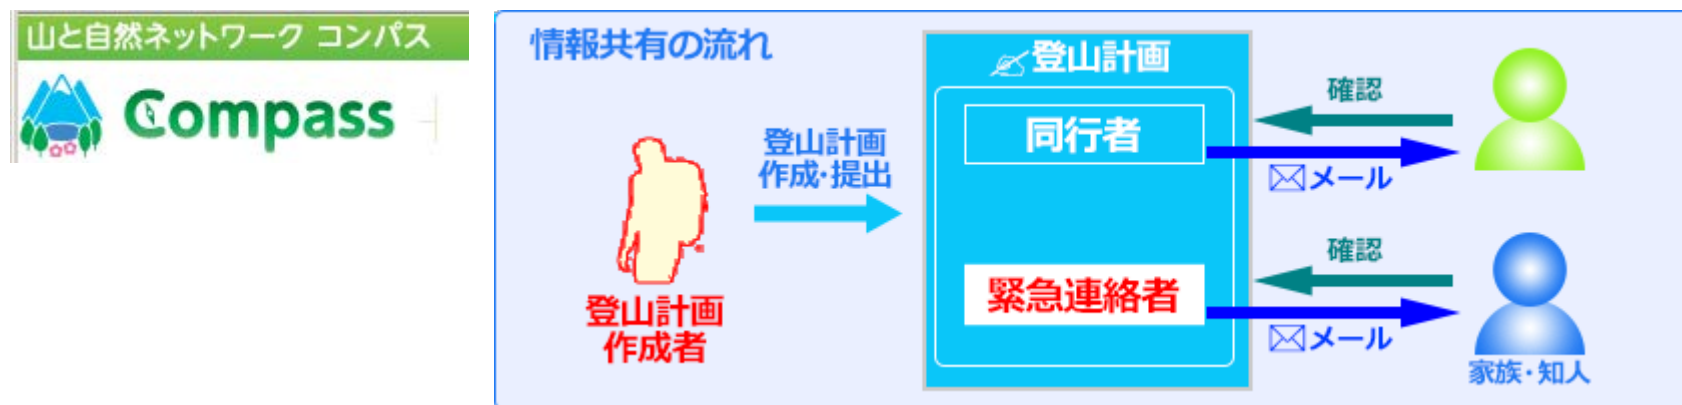 山と自然ネットワーク コンパス
Compass
情報共有の流れ
登山計画
作成・提出
登山計画
作成者
登山計画
同行者
緊急連絡者
確認
メール
確認
メール
家族・知人